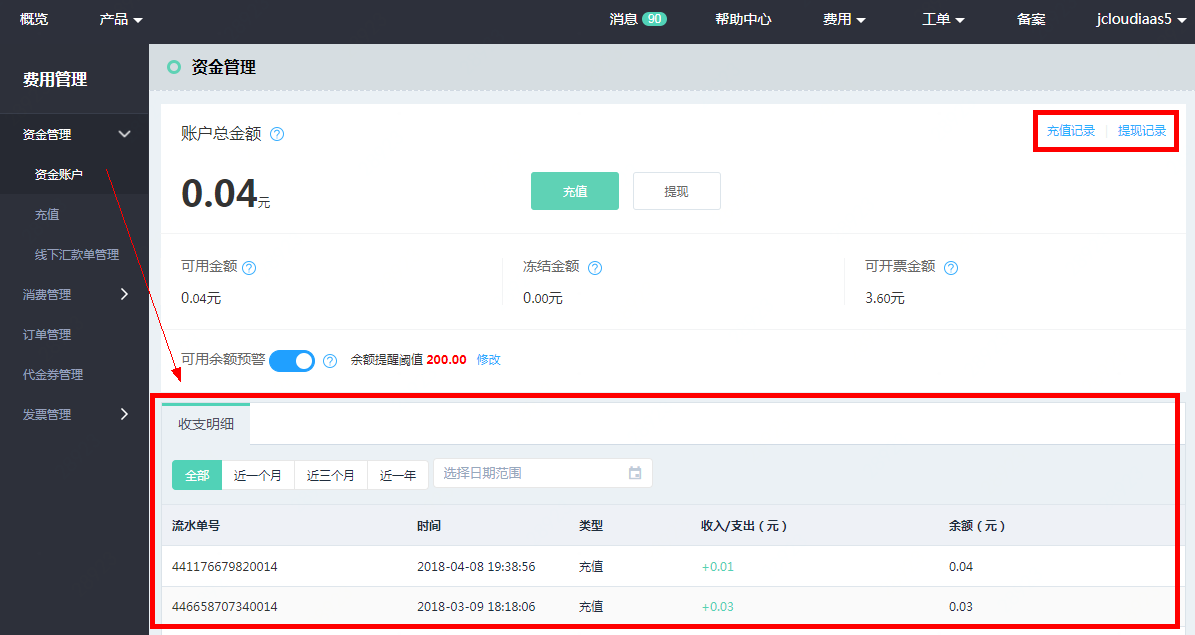 概览 产品 消息 90 帮助中心 费用 工单 备案 jcloudiaas5
费用管理
资金管理
资金账户
充值
线下汇款单管理
消费管理
订单管理
代金券管理
发票管理
资金管理
账户总金额 ?
充值记录 提现记录
0.04元
充值 提现
可用金额 ? 冻结金额 ? 可开票金额 ?
0.04元 0.00元 3.60元
可用余额预警 ? 余额提醒阈值 200.00 修改
收支明细
全部 近一个月 近三个月 近一年 选择日期范围
流水单号 时间 类型 收入/支出（元） 余额（元）
441176679820014 2018-04-08 19:38:56 充值 +0.01 0.04
446658707340014 2018-03-09 18:18:06 充值 +0.03 0.03